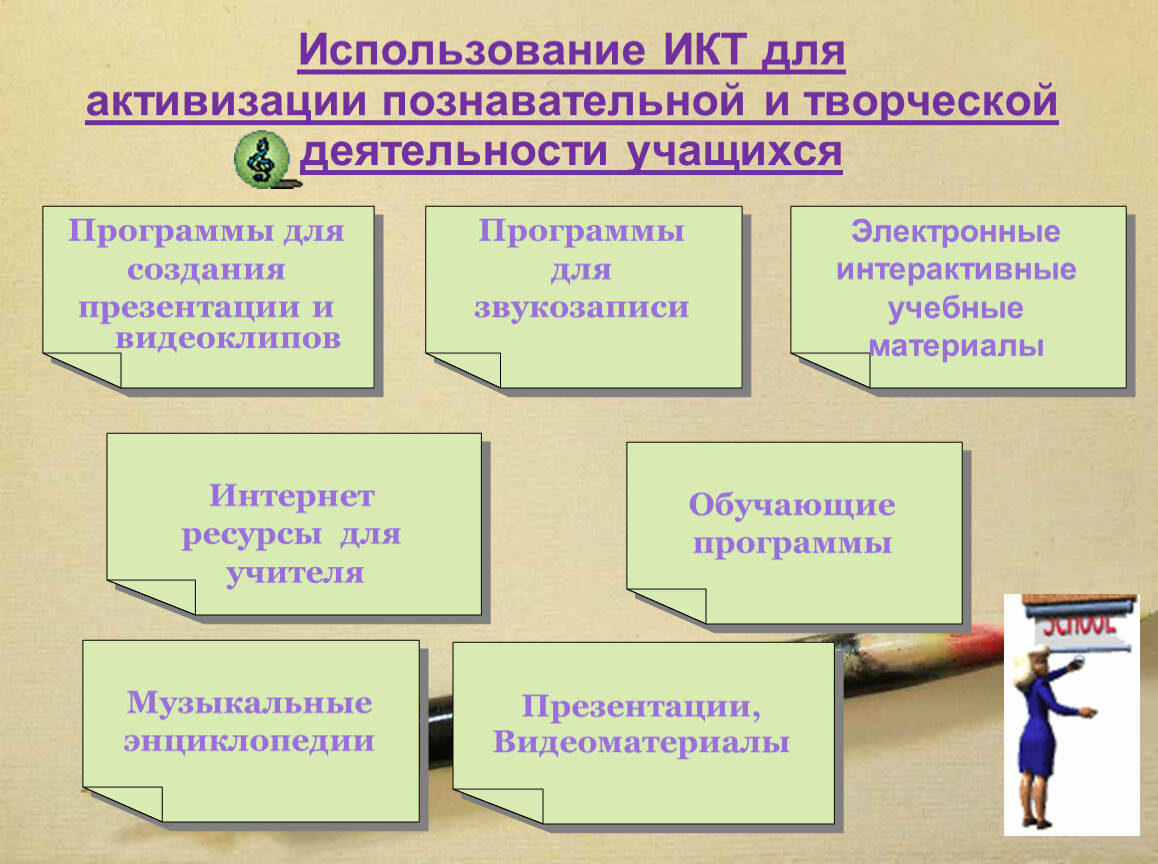 Использование ИКТ для
активизации познавательной и творческой
деятельности учащихся
Программы для
создания
презентации и
видеоклипов
Программы
для
звукозаписи
Электронные
интерактивные
учебные
материалы
Интернет
ресурсы для
учителя
Обучающие
программы
SCHOOL
Музыкальные
энциклопедии
Презентации,
Видеоматериалы